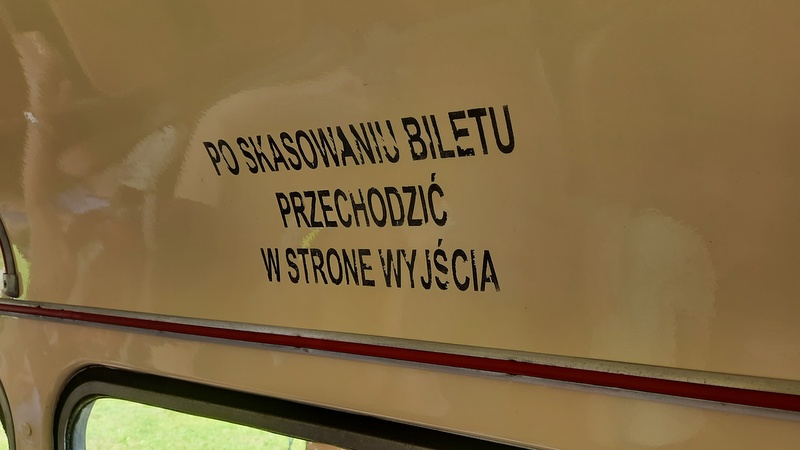 PO SKASOWANIU BILETU
PRZECHODZIĆ
W STRONE WYJŚCIA